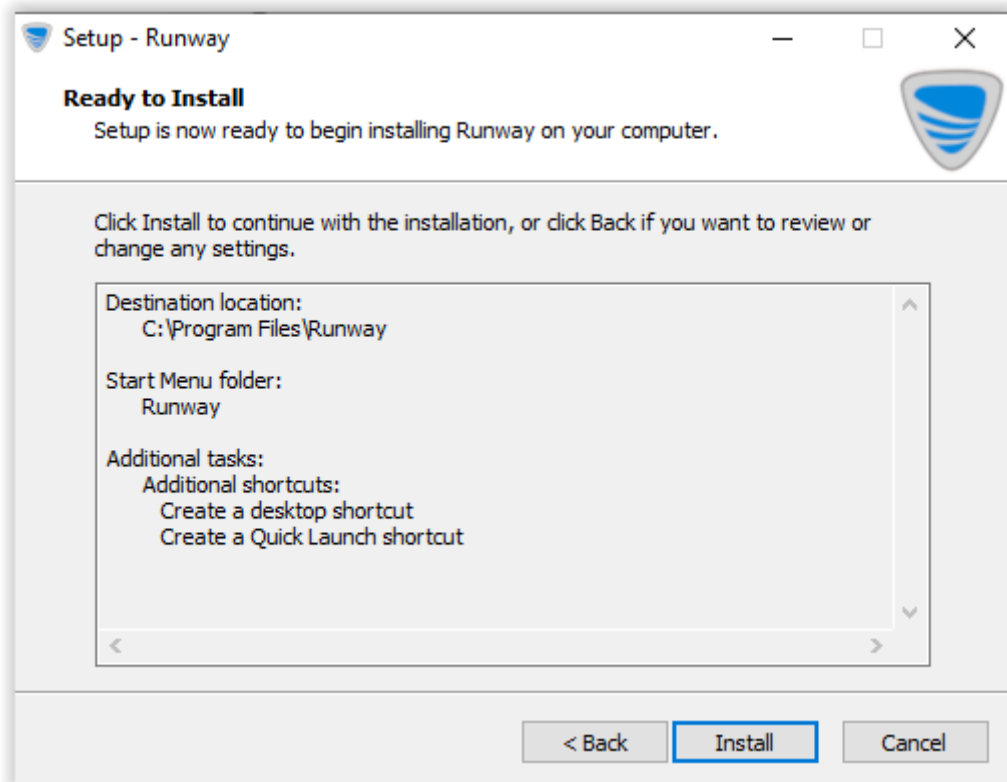 Setup - Runway
Ready to Install
Setup is now ready to begin installing Runway on your computer.
Click Install to continue with the installation, or click Back if you want to review or
change any settings.
Destination location:
C:\Program Files\Runway
Start Menu folder:
Runway
Additional tasks:
Additional shortcuts:
Create a desktop shortcut
Create a Quick Launch shortcut
< Back
Install
Cancel